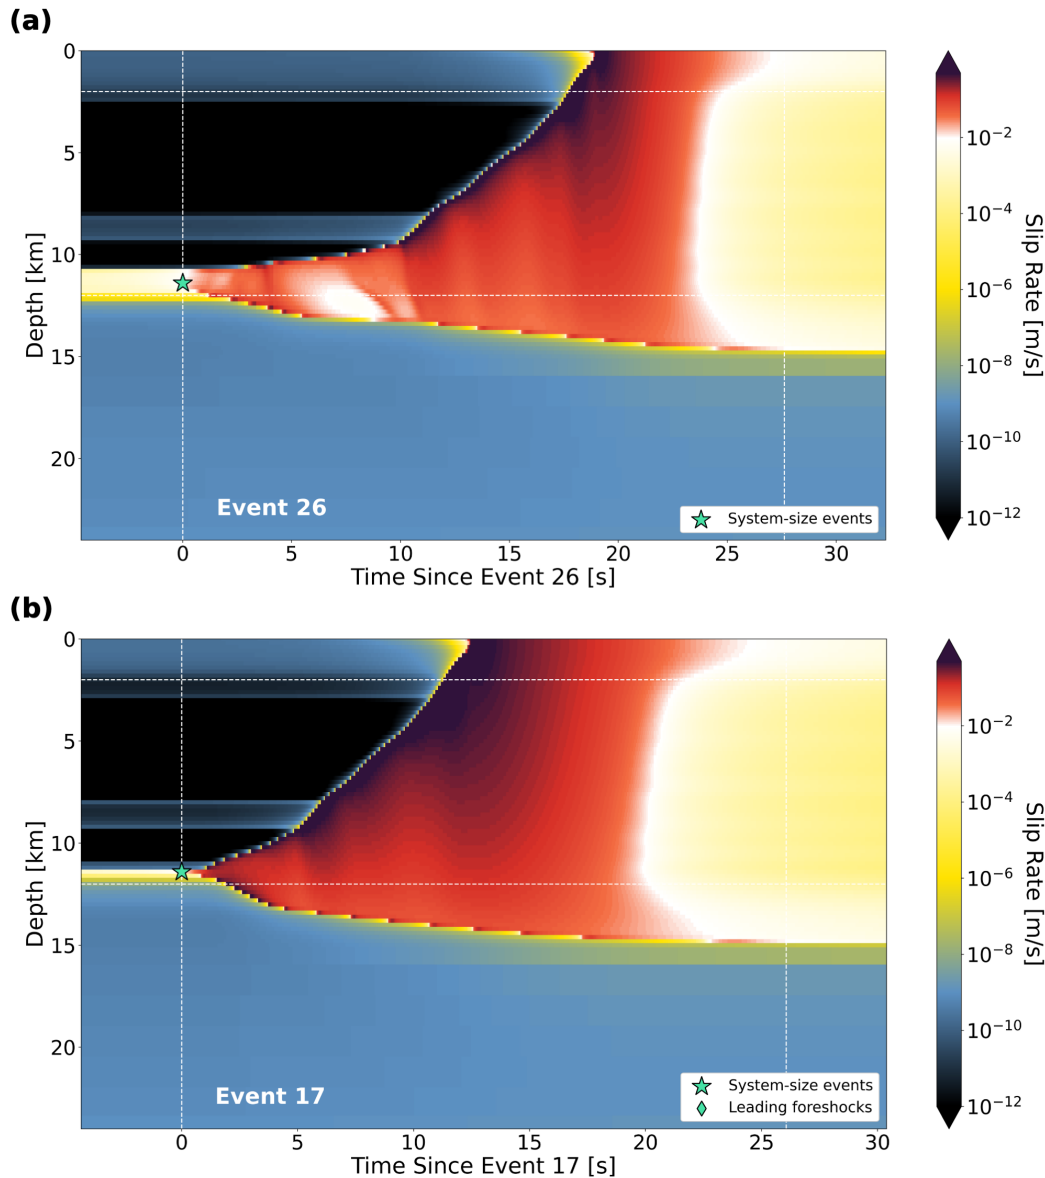 (a)
0
5
10
15
20
Depth [km]
Event 26
System-size events
0 5 10 15 20 25 30
Time Since Event 26 [s]
10⁻²
10⁻⁴
10⁻⁶
10⁻⁸
10⁻¹⁰
10⁻¹²
Slip Rate [m/s]
(b)
0
5
10
15
20
Depth [km]
Event 17
System-size events
Leading foreshocks
0 5 10 15 20 25 30
Time Since Event 17 [s]
10⁻²
10⁻⁴
10⁻⁶
10⁻⁸
10⁻¹⁰
10⁻¹²
Slip Rate [m/s]